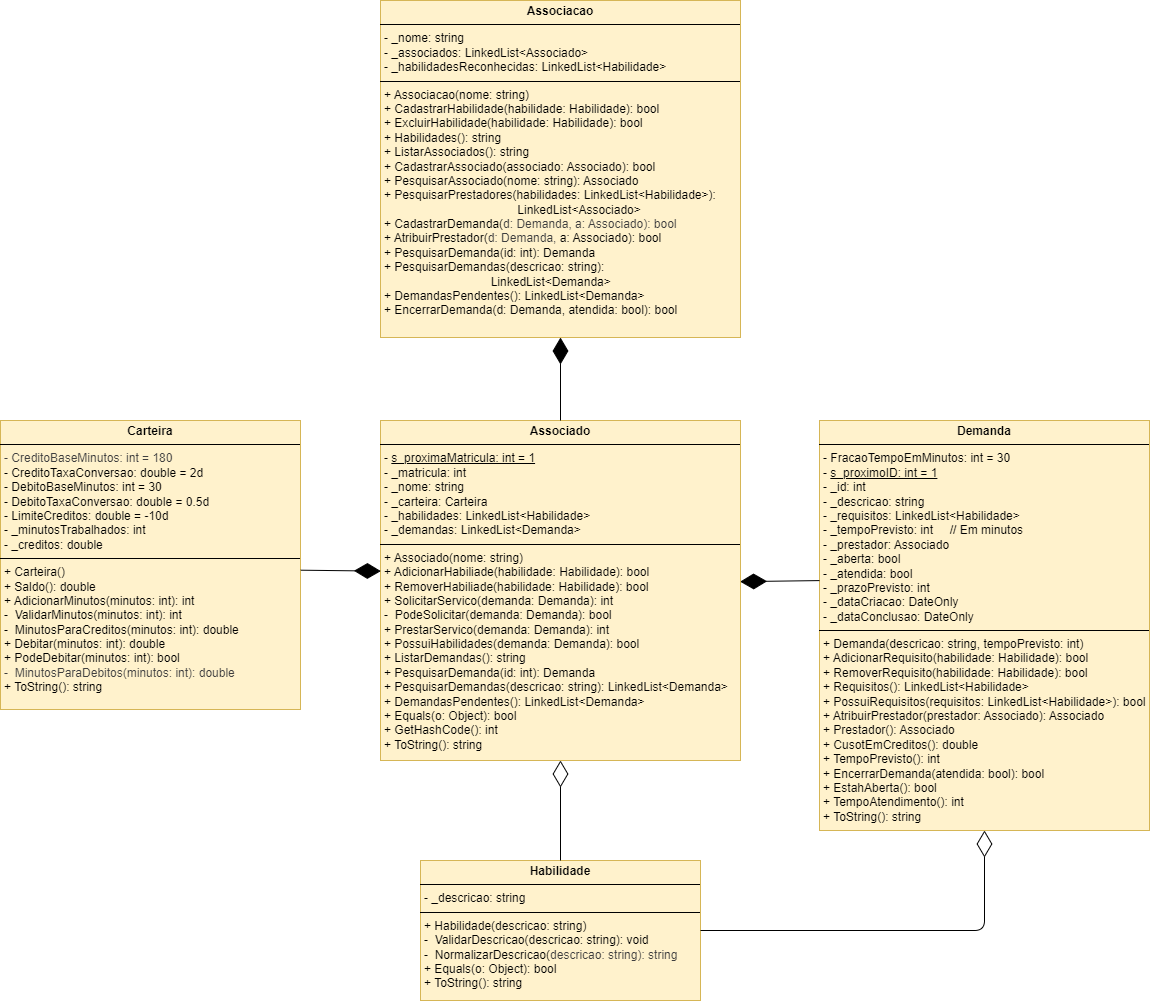 Associacao
- _nome: string
- _associados: LinkedList<Associado>
- _habilidadesReconhecidas: LinkedList<Habilidade>
+ Associacao(nome: string)
+ CadastrarHabilidade(habilidade: Habilidade): bool
+ ExcluirHabilidade(habilidade: Habilidade): bool
+ Habilidades(): string
+ ListarAssociados(): string
+ CadastrarAssociado(associado: Associado): bool
+ PesquisarAssociado(nome: string): Associado
+ PesquisarPrestadores(habilidades: LinkedList<Habilidade>):
LinkedList<Associado>
+ CadastrarDemanda(d: Demanda, a: Associado): bool
+ AtribuirPrestador(d: Demanda, a: Associado): bool
+ PesquisarDemanda(id: int): Demanda
+ PesquisarDemandas(descricao: string):
LinkedList<Demanda>
+ DemandasPendentes(): LinkedList<Demanda>
+ EncerrarDemanda(d: Demanda, atendida: bool): bool
Carteira
- CreditoBaseMinutos: int = 180
- CreditoTaxaConversao: double = 2d
- DebitoBaseMinutos: int = 30
- DebitoTaxaConversao: double = 0.5d
- LimiteCreditos: double = -10d
- _minutosTrabalhados: int
- _creditos: double
+ Carteira()
+ Saldo(): double
+ AdicionarMinutos(minutos: int): int
- ValidarMinutos(minutos: int): int
- MinutosParaCreditos(minutos: int): double
+ Debitar(minutos: int): double
+ PodeDebitar(minutos: int): bool
- MinutosParaDebitos(minutos: int): double
+ ToString(): string
Associado
- s_proximaMatricula: int = 1
- _matricula: int
- _nome: string
- _carteira: Carteira
- _habilidades: LinkedList<Habilidade>
- _demandas: LinkedList<Demanda>
+ Associado(nome: string)
+ AdicionarHabiliade(habilidade: Habilidade): bool
+ RemoverHabiliade(habilidade: Habilidade): bool
+ SolicitarServico(demanda: Demanda): int
- PodeSolicitar(demanda: Demanda): bool
+ PrestarServico(demanda: Demanda): int
+ PossuiHabilidades(demanda: Demanda): bool
+ ListarDemandas(): string
+ PesquisarDemanda(id: int): Demanda
+ PesquisarDemandas(descricao: string): LinkedList<Demanda>
+ DemandasPendentes(): LinkedList<Demanda>
+ Equals(o: Object): bool
+ GetHashCode(): int
+ ToString(): string
Demanda
- FracaoTempoEmMinutos: int = 30
- s_proximoID: int = 1
- _id: int
- _descricao: string
- _requisitos: LinkedList<Habilidade>
- _tempoPrevisto: int // Em minutos
- _prestador: Associado
- _aberta: bool
- _atendida: bool
- _prazoPrevisto: int
- _dataCriacao: DateOnly
- _dataConclusao: DateOnly
+ Demanda(descricao: string, tempoPrevisto: int)
+ AdicionarRequisito(habilidade: Habilidade): bool
+ RemoverRequisito(habilidade: Habilidade): bool
+ Requisitos(): LinkedList<Habilidade>
+ PossuiRequisitos(requisitos: LinkedList<Habilidade>): bool
+ AtribuirPrestador(prestador: Associado): Associado
+ Prestador(): Associado
+ CusotEmCreditos(): double
+ TempoPrevisto(): int
+ EncerrarDemanda(atendida: bool): bool
+ EstahAberta(): bool
+ TempoAtendimento(): int
+ ToString(): string
Habilidade
- _descricao: string
+ Habilidade(descricao: string)
- ValidarDescricao(descricao: string): void
- NormalizarDescricao(descricao: string): string
+ Equals(o: Object): bool
+ ToString(): string